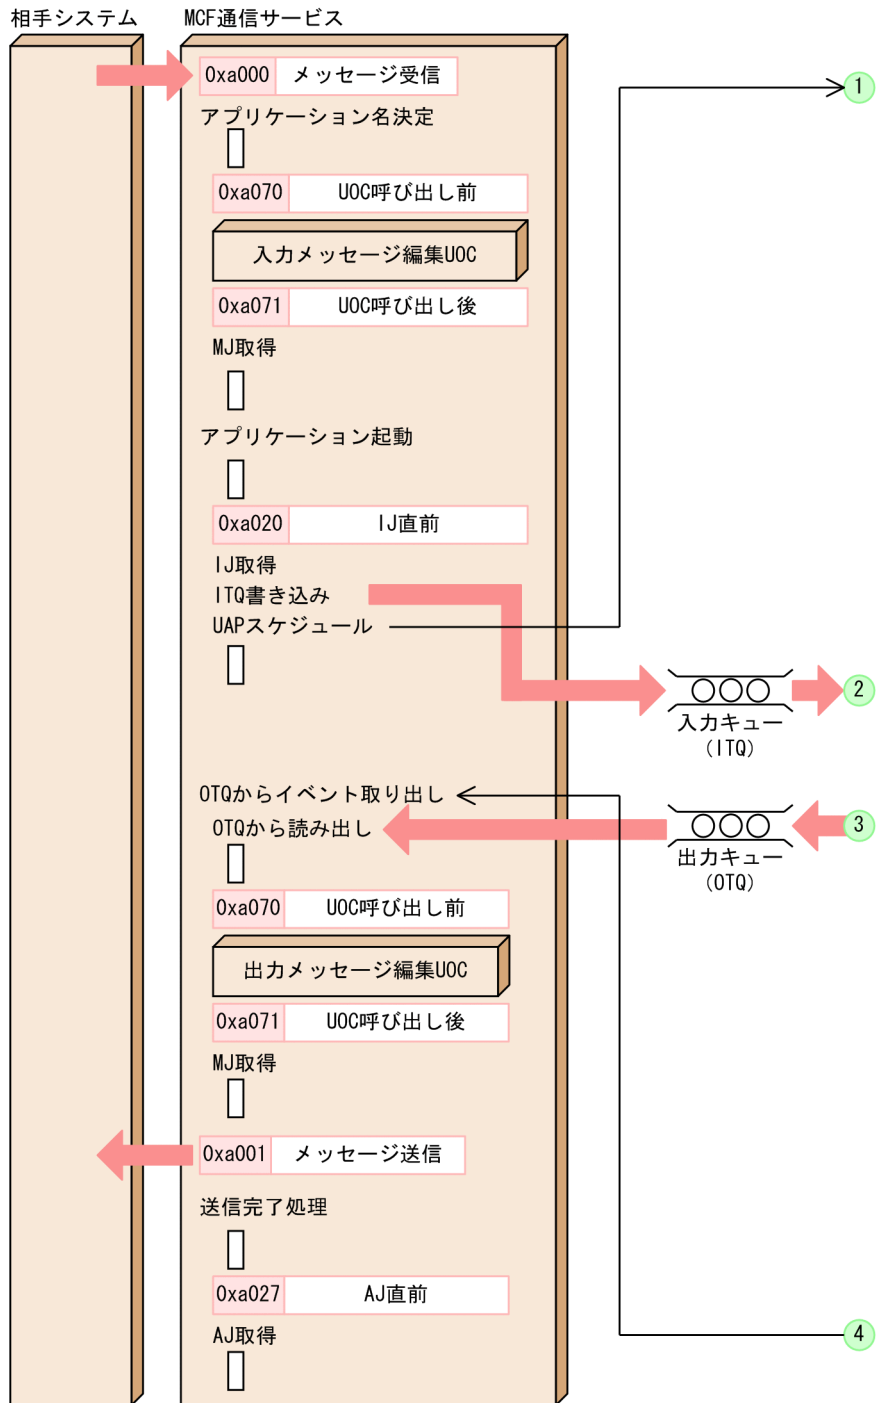 相手システム
MCF通信サービス
0xa000 メッセージ受信
1
アプリケーション名決定
0xa070 UOC呼び出し前
入力メッセージ編集UOC
0xa071 UOC呼び出し後
MJ取得
アプリケーション起動
0xa020 IJ直前
IJ取得
ITQ書き込み
UAPスケジュール
2
入力キュー
(ITQ)
OTQからイベント取り出し
OTQから読み出し
3
出力キュー
(OTQ)
0xa070 UOC呼び出し前
出力メッセージ編集UOC
0xa071 UOC呼び出し後
MJ取得
0xa001 メッセージ送信
送信完了処理
0xa027 AJ直前
AJ取得
4